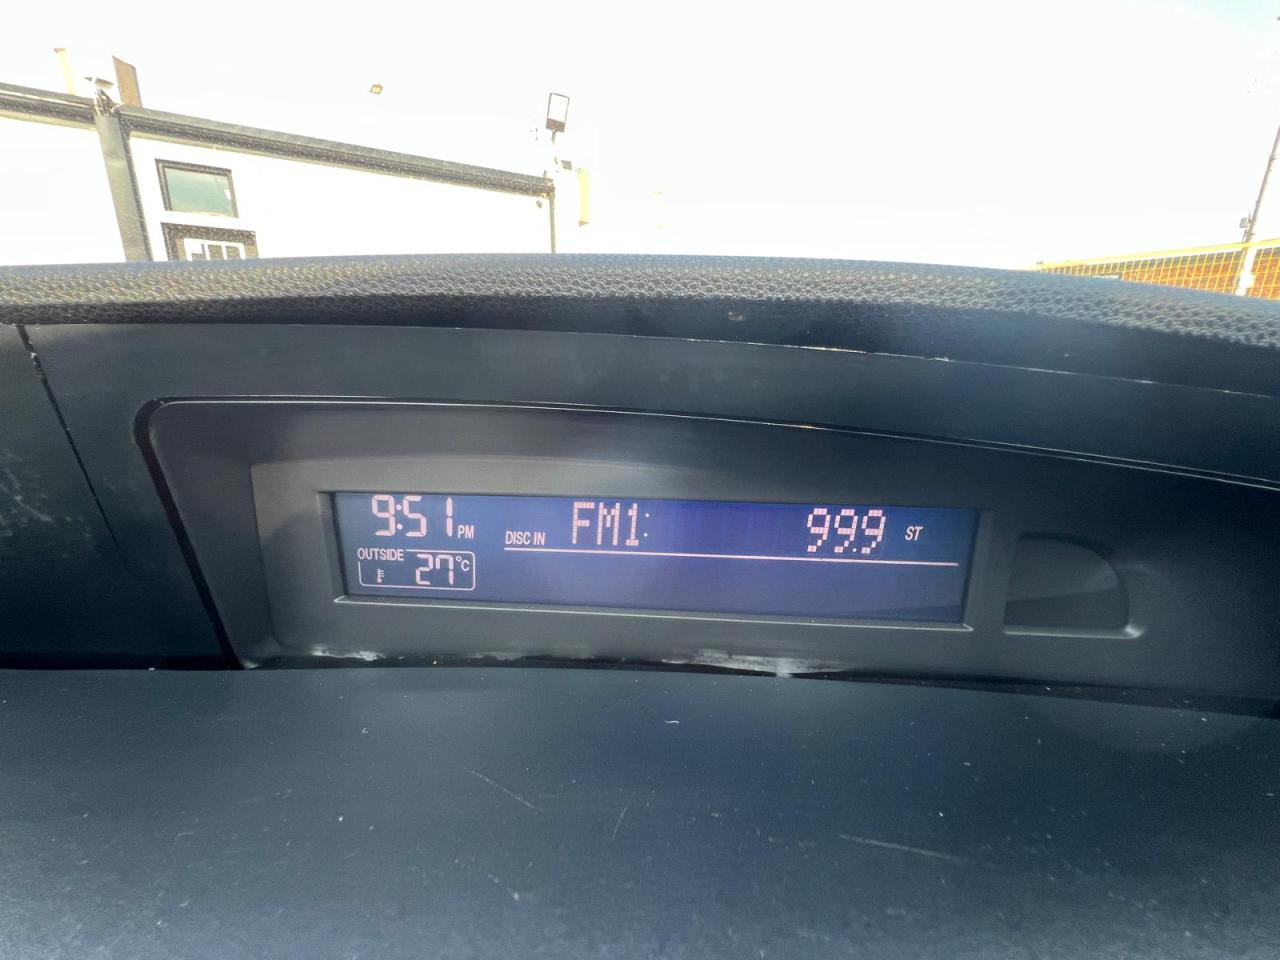 9:51 PM DISC IN FM1: 99.9 ST
OUTSIDE
27°C